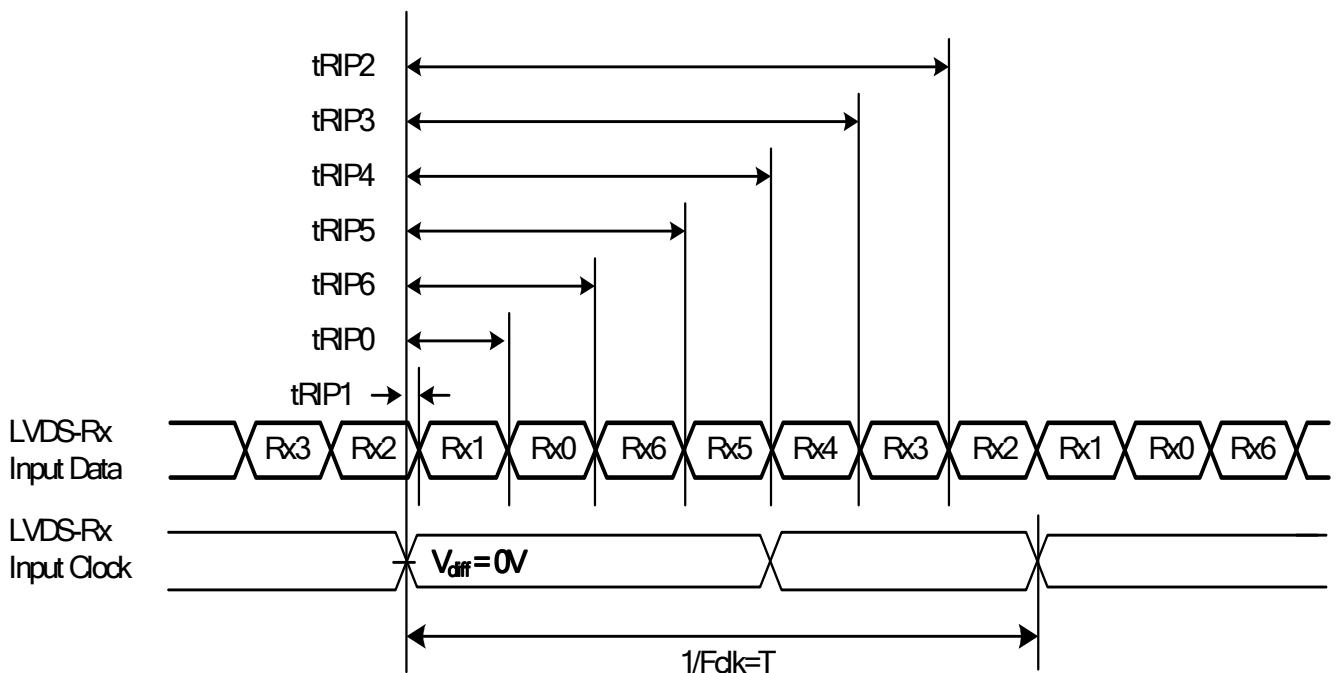 tRIP2
tRIP3
tRIP4
tRIP5
tRIP6
tRIP0
tRIP1
LVDS-Rx
Input Data
Rx3 Rx2 Rx1 Rx0 Rx6 Rx5 Rx4 Rx3 Rx2 Rx1 Rx0 Rx6
LVDS-Rx
Input Clock
Vdiff = 0V
1/Fclk=T